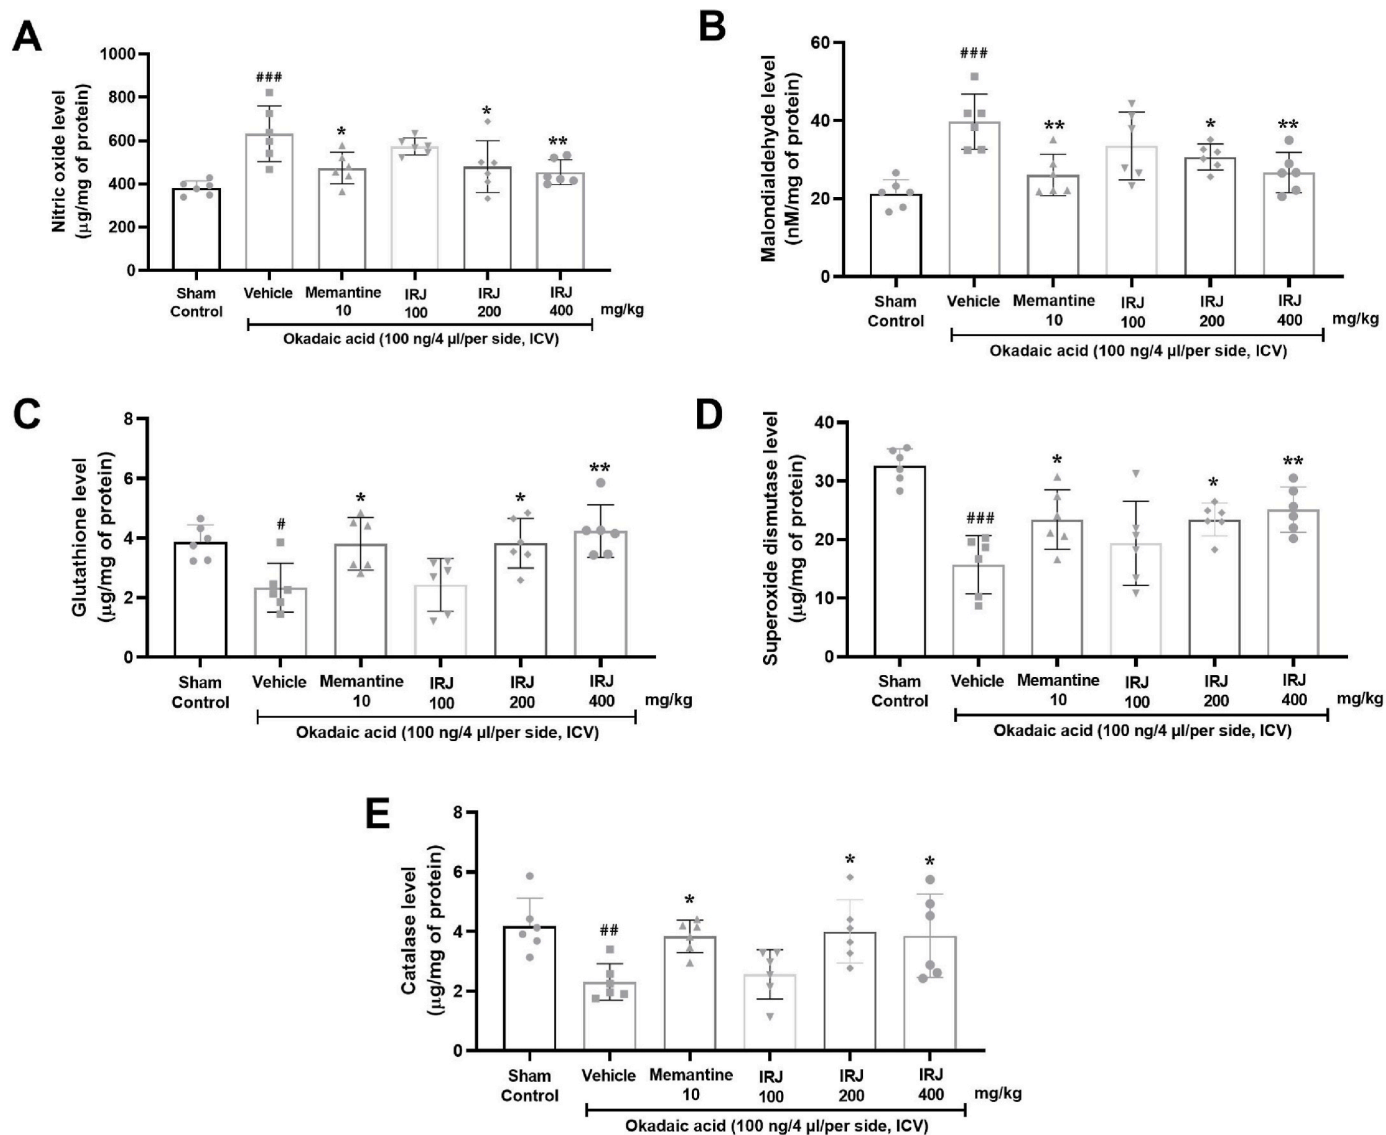 A
Nitric oxide level
(µg/mg of protein)
1000
800
600
400
200
0
###
*
*
**
Sham Control
Vehicle
Memantine 10
IRJ 100
IRJ 200
IRJ 400
mg/kg
Okadaic acid (100 ng/4 µl/per side, ICV)
B
Malondialdehyde level
(nM/mg of protein)
60
40
20
0
###
**
*
**
Sham Control
Vehicle
Memantine 10
IRJ 100
IRJ 200
IRJ 400
mg/kg
Okadaic acid (100 ng/4 µl/per side, ICV)
C
Glutathione level
(µg/mg of protein)
8
6
4
2
0
#
*
*
**
Sham Control
Vehicle
Memantine 10
IRJ 100
IRJ 200
IRJ 400
mg/kg
Okadaic acid (100 ng/4 µl/per side, ICV)
D
Superoxide dismutase level
(µg/mg of protein)
40
30
20
10
0
###
*
*
**
Sham Control
Vehicle
Memantine 10
IRJ 100
IRJ 200
IRJ 400
mg/kg
Okadaic acid (100 ng/4 µl/per side, ICV)
E
Catalase level
(µg/mg of protein)
8
6
4
2
0
##
*
*
*
Sham Control
Vehicle
Memantine 10
IRJ 100
IRJ 200
IRJ 400
mg/kg
Okadaic acid (100 ng/4 µl/per side, ICV)